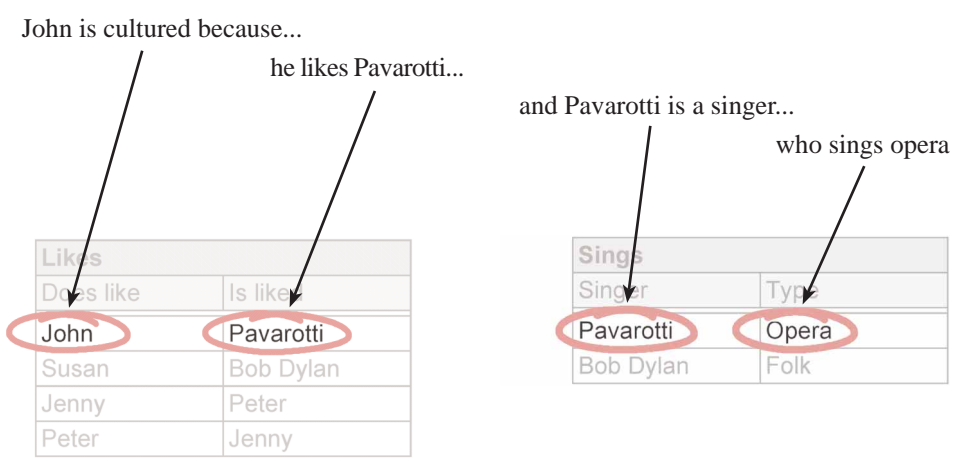 John is cultured because...
he likes Pavarotti...
and Pavarotti is a singer...
who sings opera
Likes
Does like Is liked
John Pavarotti
Susan Bob Dylan
Jenny Peter
Peter Jenny
Sings
Singer Type
Pavarotti Opera
Bob Dylan Folk